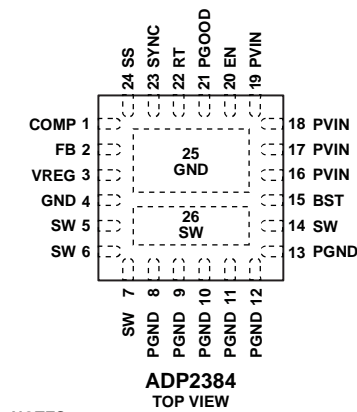 24 SS
23 SYNC
22 RT
21 PGOOD
20 EN
19 PVIN
COMP 1
FB 2
VREG 3
GND 4
SW 5
SW 6
25
GND
26
SW
18 PVIN
17 PVIN
16 PVIN
15 BST
14 SW
13 PGND
SW 7
PGND 8
PGND 9
PGND 10
PGND 11
PGND 12
ADP2384
TOP VIEW